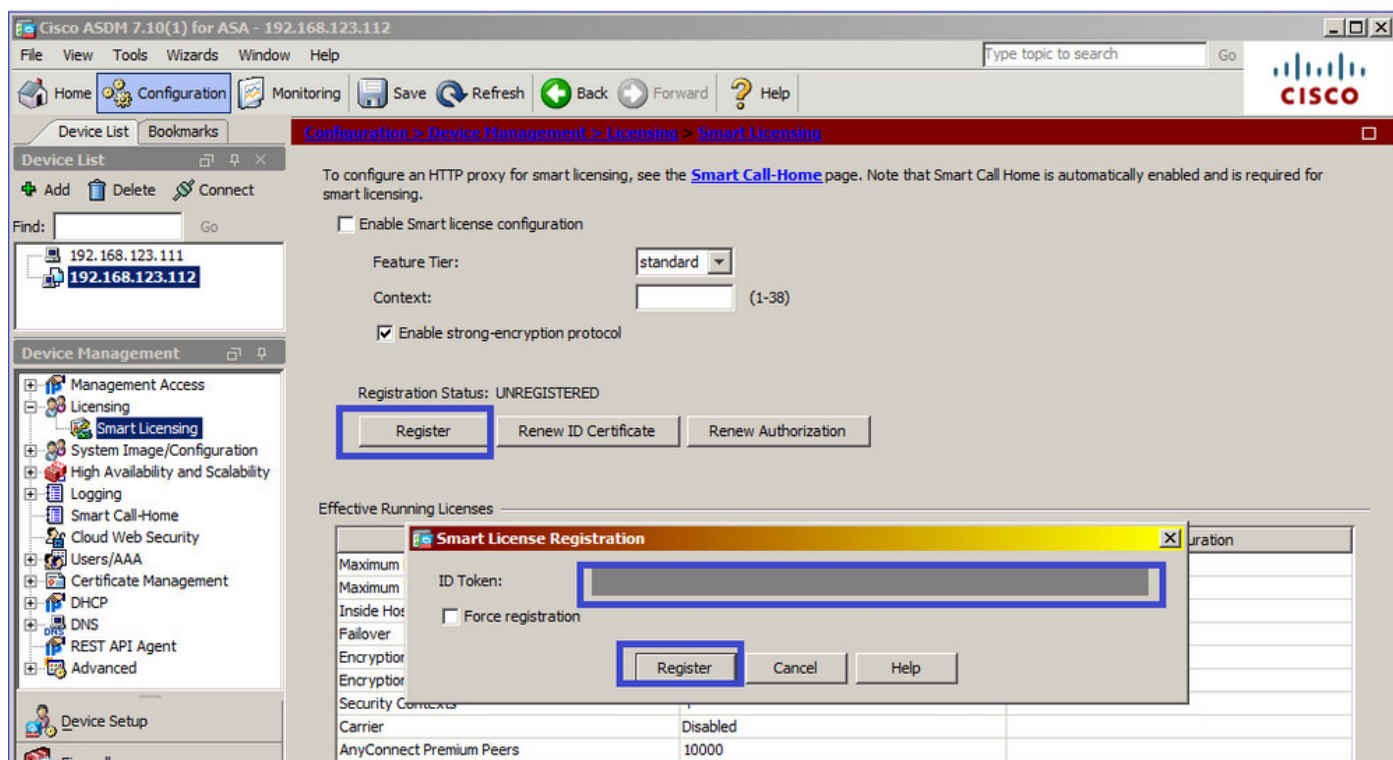 Cisco ASDM 7.10(1) for ASA - 192.168.123.112
File View Tools Wizards Window Help
Type topic to search Go
Home Configuration Monitoring Save Refresh Back Forward Help
CISCO
Device List Bookmarks
Configuration > Device Management > Licensing > Smart Licensing
Device List
Add Delete Connect
Find: Go
192.168.123.111
192.168.123.112
To configure an HTTP proxy for smart licensing, see the Smart Call-Home page. Note that Smart Call Home is automatically enabled and is required for
smart licensing.
Enable Smart license configuration
Feature Tier: standard
Context: (1-38)
Enable strong-encryption protocol
Registration Status: UNREGISTERED
Register Renew ID Certificate Renew Authorization
Device Management
Management Access
Licensing
Smart Licensing
System Image/Configuration
High Availability and Scalability
Logging
Smart Call-Home
Cloud Web Security
Users/AAA
Certificate Management
DHCP
DNS
DNS
REST API Agent
Advanced
Device Setup
Effective Running Licenses
Smart License Registration
ID Token:
Force registration
Register Cancel Help
Maximum
Maximum
Inside
Failover
Security
Carrier Disabled
AnyConnect Premium Peers 10000